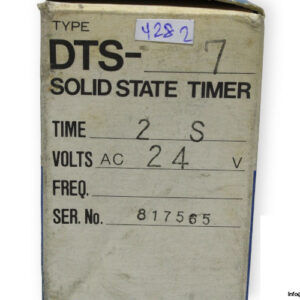 TYPE
4282
DTS- 7
SOLID STATE TIMER
TIME 2 S
VOLTS AC 24 V
FREQ.
SER. No. 817565